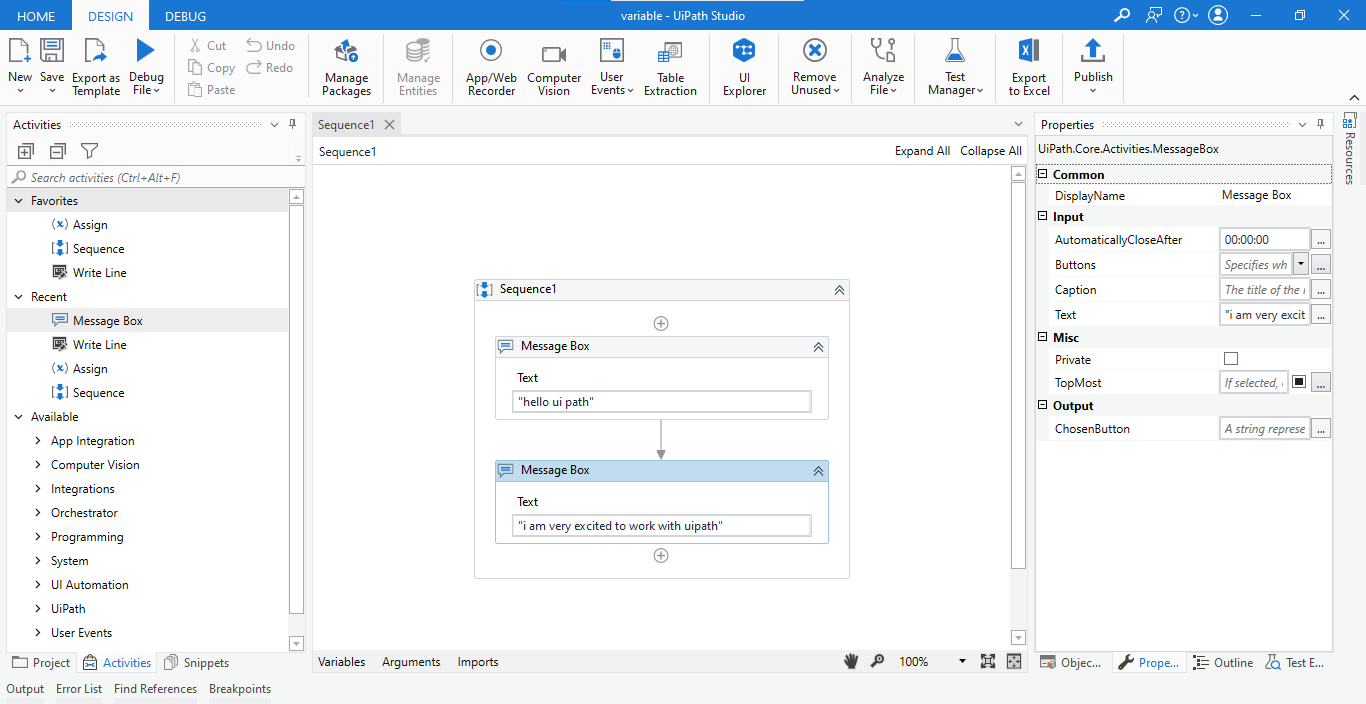 HOME DESIGN DEBUG variable - UiPath Studio
New Save Export as Template Debug File
Cut Copy Paste Undo Redo
Manage Packages
Manage Entities
App/Web Recorder
Computer Vision
User Events
Table Extraction
UI Explorer
Remove Unused
Analyze File
Test Manager
Export to Excel
Publish
Activities
Search activities (Ctrl+Alt+F)
Favorites
Assign
Sequence
Write Line
Recent
Message Box
Write Line
Assign
Sequence
Available
App Integration
Computer Vision
Integrations
Orchestrator
Programming
System
UI Automation
UiPath
User Events
Project Activities Snippets
Sequence1
Sequence1 Expand All Collapse All
Sequence1
Message Box
Text
"hello ui path"
Message Box
Text
"i am very excited to work with uipath"
Variables Arguments Imports 100%
Properties
UiPath.Core.Activities.MessageBox
Common
DisplayName Message Box
Input
AutomaticallyCloseAfter 00:00:00 ...
Buttons Specifies wh ...
Caption The title of the ...
Text "i am very excit ...
Misc
Private
TopMost If selected, ...
Output
ChosenButton A string represe ...
Objec... Prope... Outline Test E...
Resources
Output Error List Find References Breakpoints